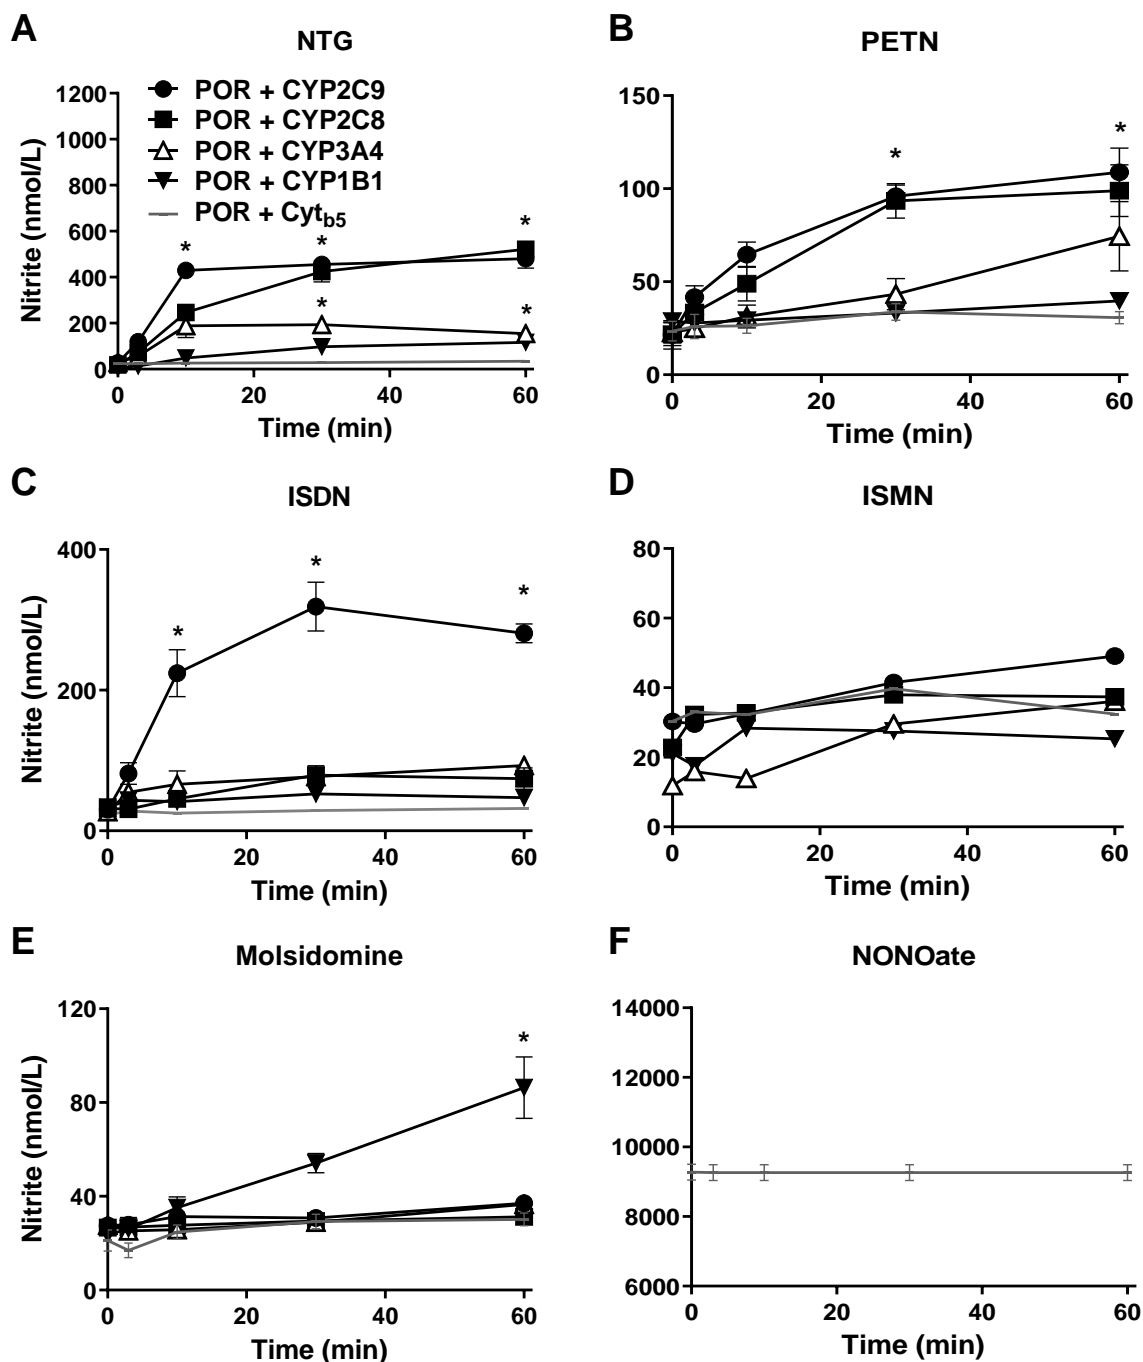 A
NTG
POR + CYP2C9
POR + CYP2C8
POR + CYP3A4
POR + CYP1B1
POR + Cytb5
1200
1000
800
600
400
200
0
Nitrite (nmol/L)
0 20 40 60
Time (min)
*
*
*
*
*
B
PETN
150
100
50
0
0 20 40 60
Time (min)
*
*
C
ISDN
400
200
0
Nitrite (nmol/L)
0 20 40 60
Time (min)
*
*
*
D
ISMN
80
60
40
20
0
0 20 40 60
Time (min)
E
Molsidomine
120
80
40
0
Nitrite (nmol/L)
0 20 40 60
Time (min)
*
F
NONOate
14000
12000
10000
8000
6000
0 20 40 60
Time (min)